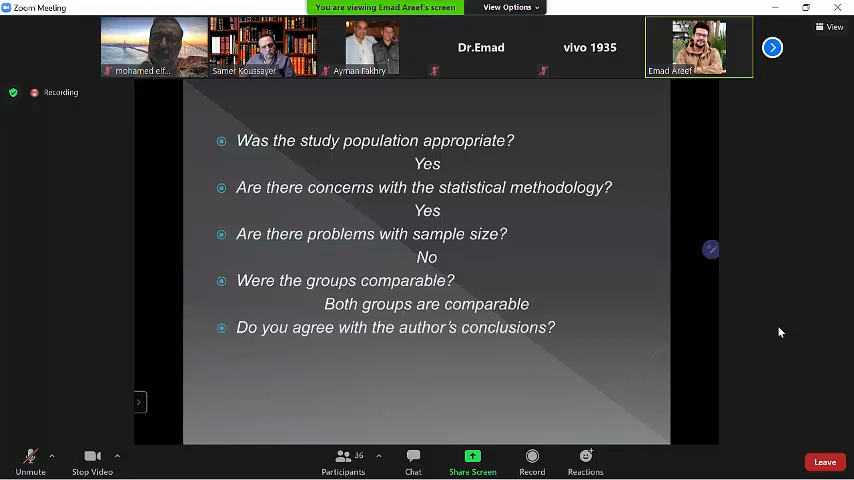 Zoom Meeting
You are viewing Emad Areef's screen
View Options
View
mohamed elf...
Samer Koussayer
Ayman Fakhry
Dr.Emad
vivo 1935
Emad Areef
Recording
Was the study population appropriate?
Yes
Are there concerns with the statistical methodology?
Yes
Are there problems with sample size?
No
Were the groups comparable?
Both groups are comparable
Do you agree with the author's conclusions?
Unmute
Stop Video
36
Participants
Chat
Share Screen
Record
Reactions
Leave